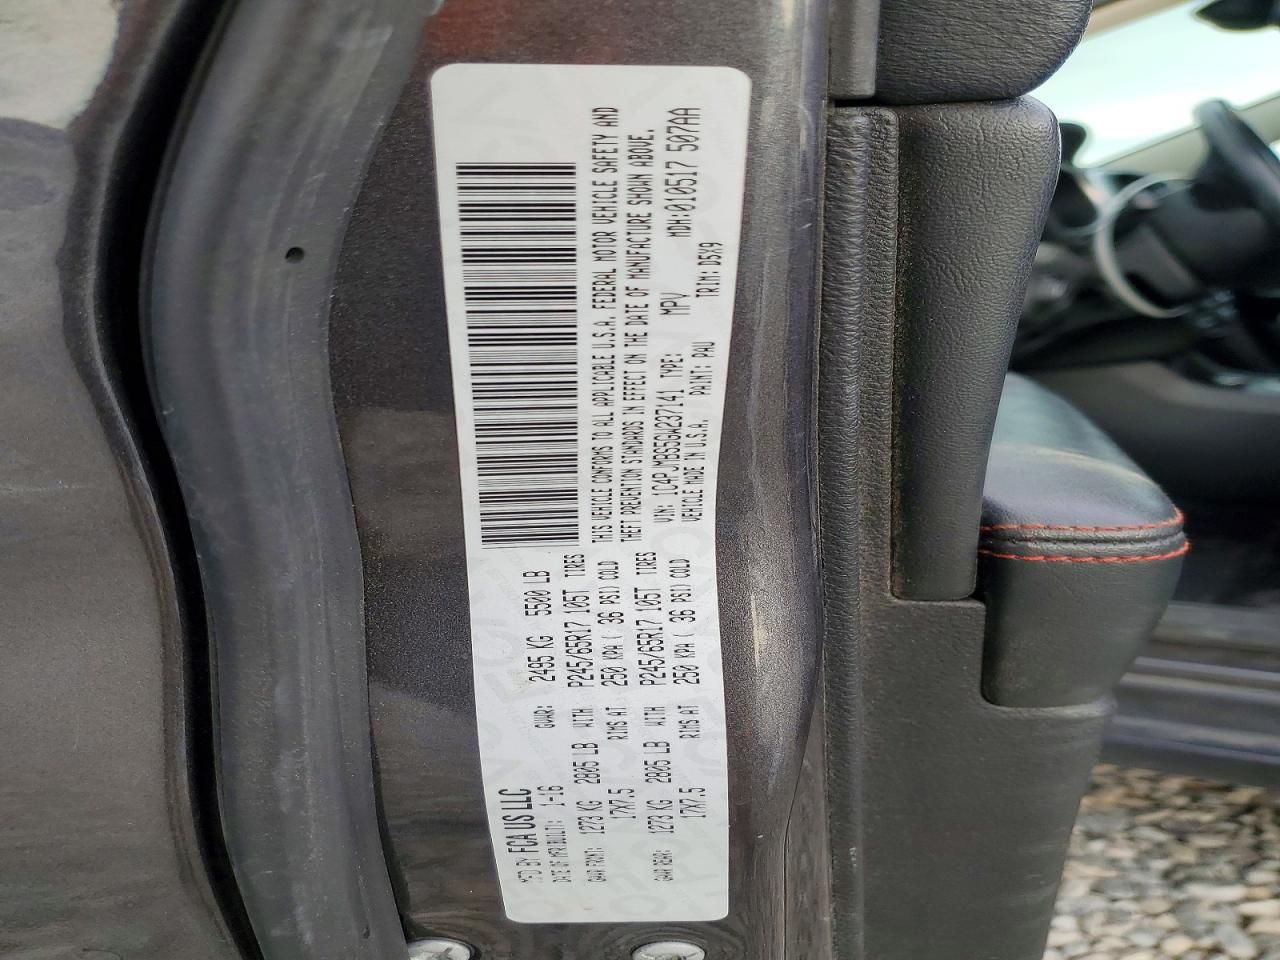 MFD BY FCA US LLC
DATE OF MFR BUILT: 1-16 GVWR: 2495 KG 5500 LB
GAWR FRONT: 1273 KG 2805 LB WITH P245/65R17 105T TIRES
17X7.5 RIMS AT 250 KPA ( 36 PSI) COLD
GAWR REAR: 1273 KG 2805 LB WITH P245/65R17 105T TIRES
17X7.5 RIMS AT 250 KPA ( 36 PSI) COLD
THIS VEHICLE CONFORMS TO ALL APPLICABLE U.S.A. FEDERAL MOTOR VEHICLE SAFETY AND
THEFT PREVENTION STANDARDS IN EFFECT ON THE DATE OF MANUFACTURE SHOWN ABOVE.
VIN: 1C4PJMBS5GW237141 TYPE: MPV MDH:010517 507AA
VEHICLE MADE IN U.S.A. PAINT: PAU TRIM: D5X9